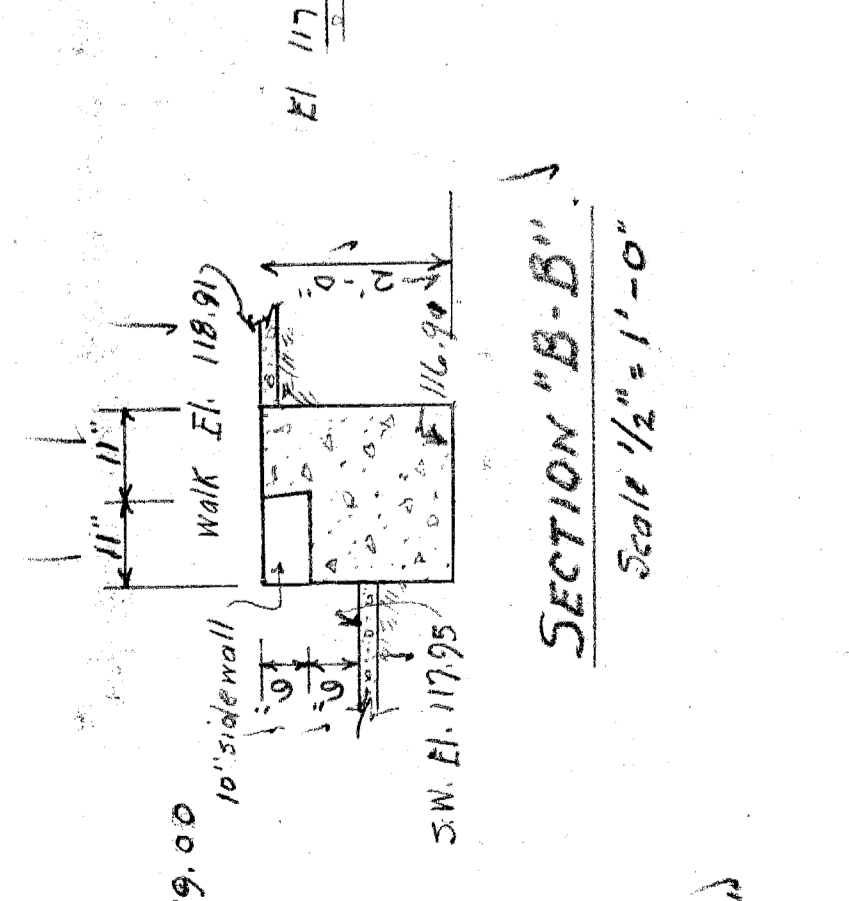 El. 117
11" 11"
Walk El. 118.91
2'-0"
116.90
10" sidewall
6"
6"
S.W. El. 117.95
9.00
SECTION "B-B"
Scale 1/2" = 1'-0"